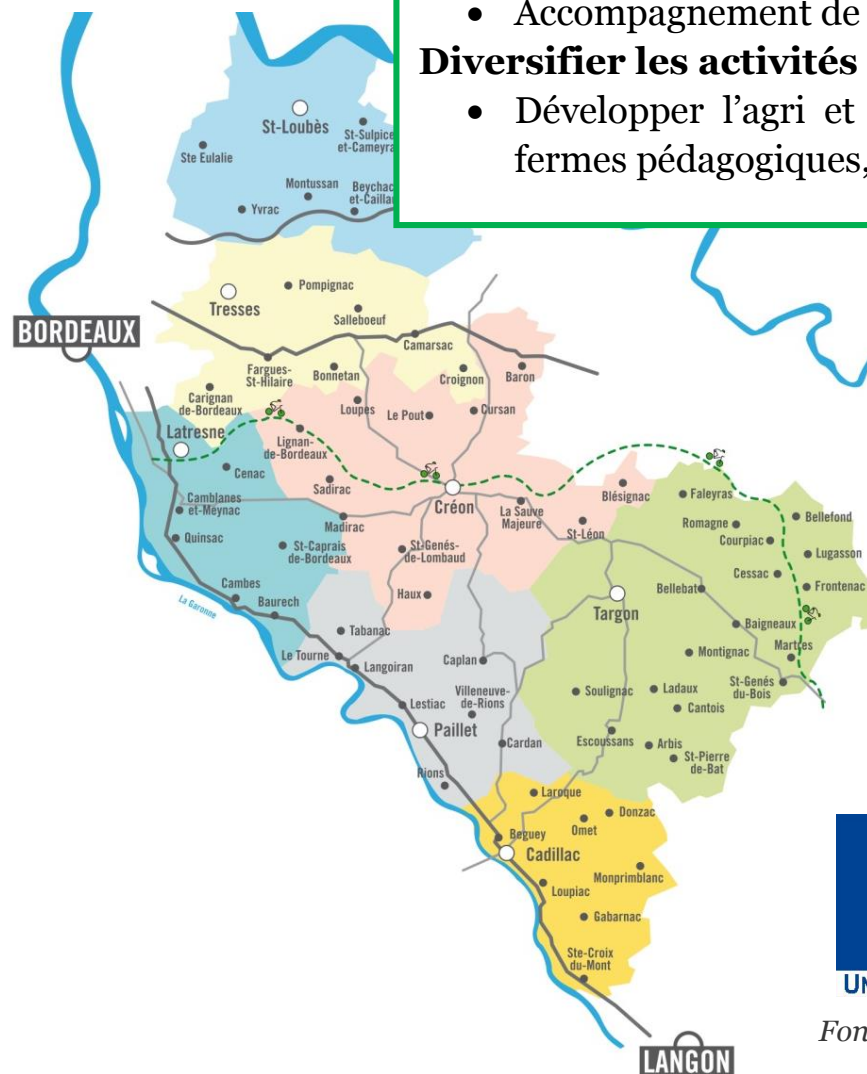 • Accompagnement de
Diversifier les activités
• Développer l’agri et
fermes pédagogiques,
St-Loubès
St-Sulpice
et-Cameyra
Ste Eulalie
Montussan
Beychac
et-Cailla
Yvrac
Pompignac
Tresses
Salleboeuf
BORDEAUX
Camarsac
Fargues-
St-Hilaire
Bonnetan
Croignon
Baron
Carignan
de-Bordeaux
Loupes
Le Pout
Cursan
Latresne
Lignan-
de-Bordeaux
Cenac
Sadirac
Créon
La Sauve
Majeure
Blésignac
Faleyras
Camblanes
et-Meynac
Madirac
St-Léon
Romagne
Bellefond
Quinsac
St-Caprais
de-Bordeaux
St-Genés-
de-Lombaud
Courpiac
Lugasson
Cessac
Frontenac
Cambes
Haux
Bellebat
La Garonne
Baurech
Targon
Baigneaux
Tabanac
Martres
Le Tourne
Langoiran
Caplan
Montignac
St-Genés
du-Bois
Villeneuve-
de-Rions
Soulignac
Ladaux
Lestiac
Cantois
Paillet
Cardan
Escoussans
Arbis
St-Pierre
de-Bat
Rions
Laroque
Donzac
Beguey
Omet
Cadillac
Monprimblanc
Loupiac
Gabarnac
Ste-Croix
du-Mont
UN
Fon
LANGON